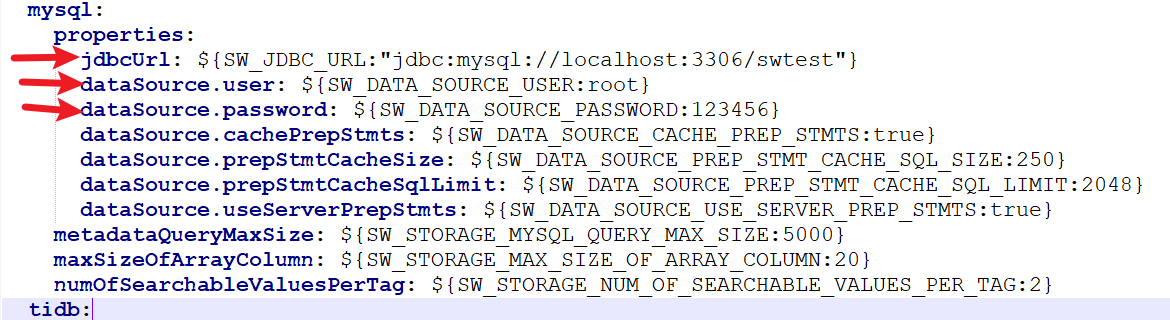 mysql:
properties:
jdbcUrl: ${SW_JDBC_URL:"jdbc:mysql://localhost:3306/swtest"}
dataSource.user: ${SW_DATA_SOURCE_USER:root}
dataSource.password: ${SW_DATA_SOURCE_PASSWORD:123456}
dataSource.cachePrepStmts: ${SW_DATA_SOURCE_CACHE_PREP_STMTS:true}
dataSource.prepStmtCacheSize: ${SW_DATA_SOURCE_PREP_STMT_CACHE_SQL_SIZE:250}
dataSource.prepStmtCacheSqlLimit: ${SW_DATA_SOURCE_PREP_STMT_CACHE_SQL_LIMIT:2048}
dataSource.useServerPrepStmts: ${SW_DATA_SOURCE_USE_SERVER_PREP_STMTS:true}
metadataQueryMaxSize: ${SW_STORAGE_MYSQL_QUERY_MAX_SIZE:5000}
maxSizeOfArrayColumn: ${SW_STORAGE_MAX_SIZE_OF_ARRAY_COLUMN:20}
numOfSearchableValuesPerTag: ${SW_STORAGE_NUM_OF_SEARCHABLE_VALUES_PER_TAG:2}
tidb: